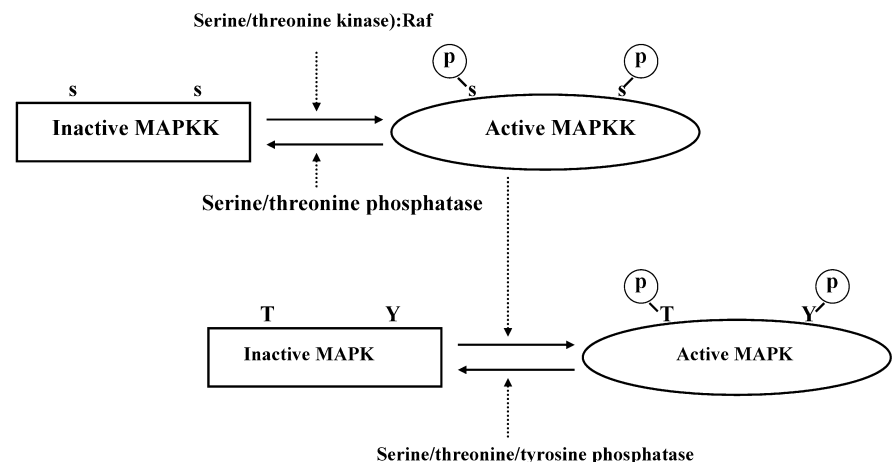 Serine/threonine kinase):Raf
p p
s s s s
Inactive MAPKK Active MAPKK
Serine/threonine phosphatase
p p
T Y T Y
Inactive MAPK Active MAPK
Serine/threonine/tyrosine phosphatase